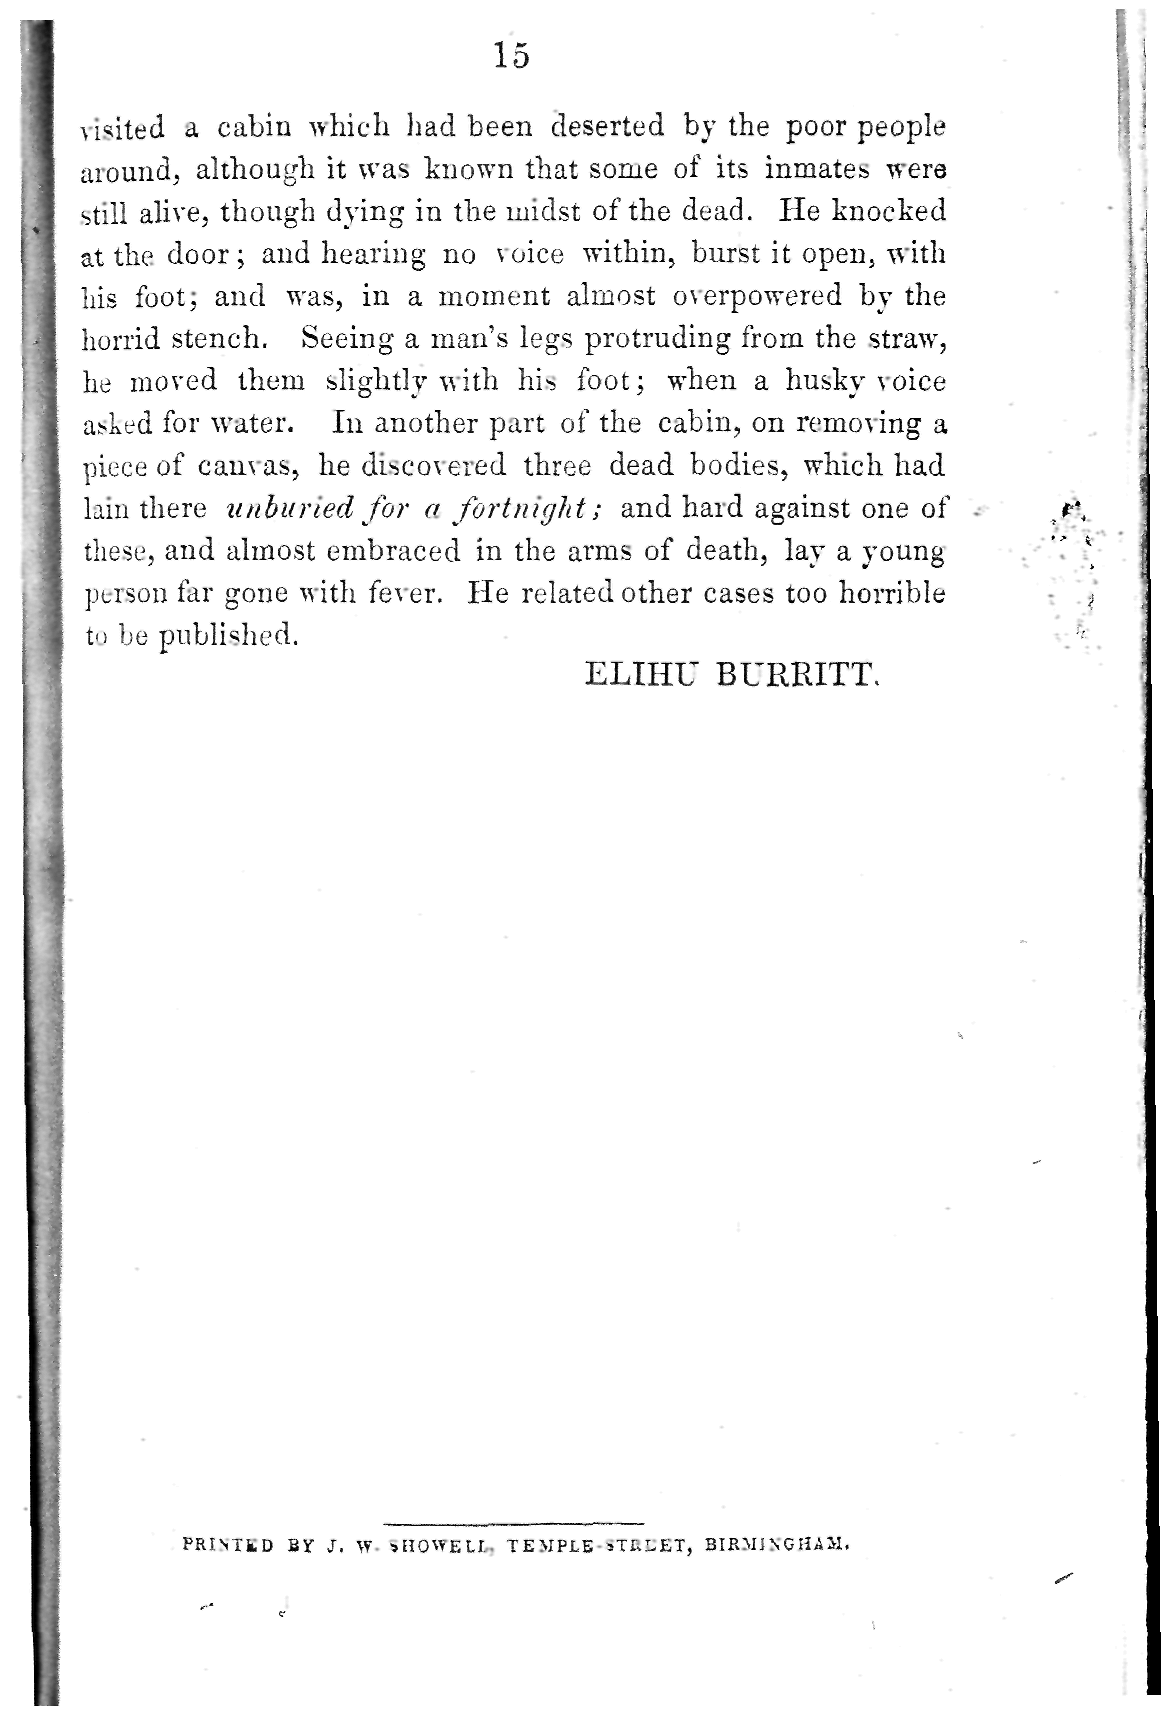 15
visited a cabin which had been deserted by the poor people
around, although it was known that some of its inmates were
still alive, though dying in the midst of the dead. He knocked
at the door; and hearing no voice within, burst it open, with
his foot; and was, in a moment almost overpowered by the
horrid stench. Seeing a man's legs protruding from the straw,
he moved them slightly with his foot; when a husky voice
asked for water. In another part of the cabin, on removing a
piece of canvas, he discovered three dead bodies, which had
lain there unburied for a fortnight; and hard against one of
these, and almost embraced in the arms of death, lay a young
person far gone with fever. He related other cases too horrible
to be published.
ELIHU BURRITT.
PRINTED BY J. W. SHOWELL, TEMPLE-STREET, BIRMINGHAM.